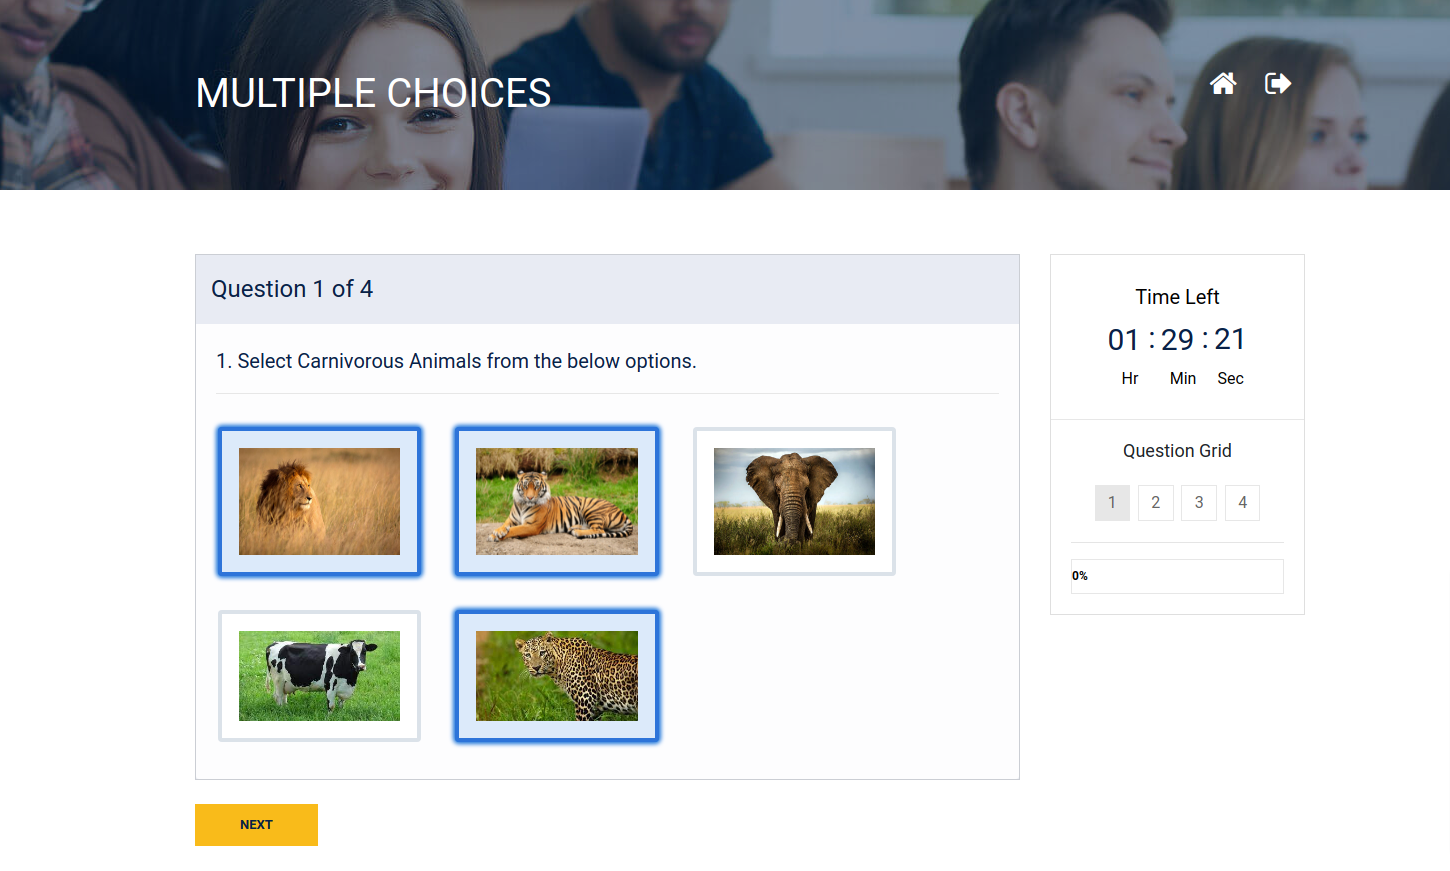 MULTIPLE CHOICES
Question 1 of 4
1. Select Carnivorous Animals from the below options.
NEXT
Time Left
01 : 29 : 21
Hr Min Sec
Question Grid
1 2 3 4
0%